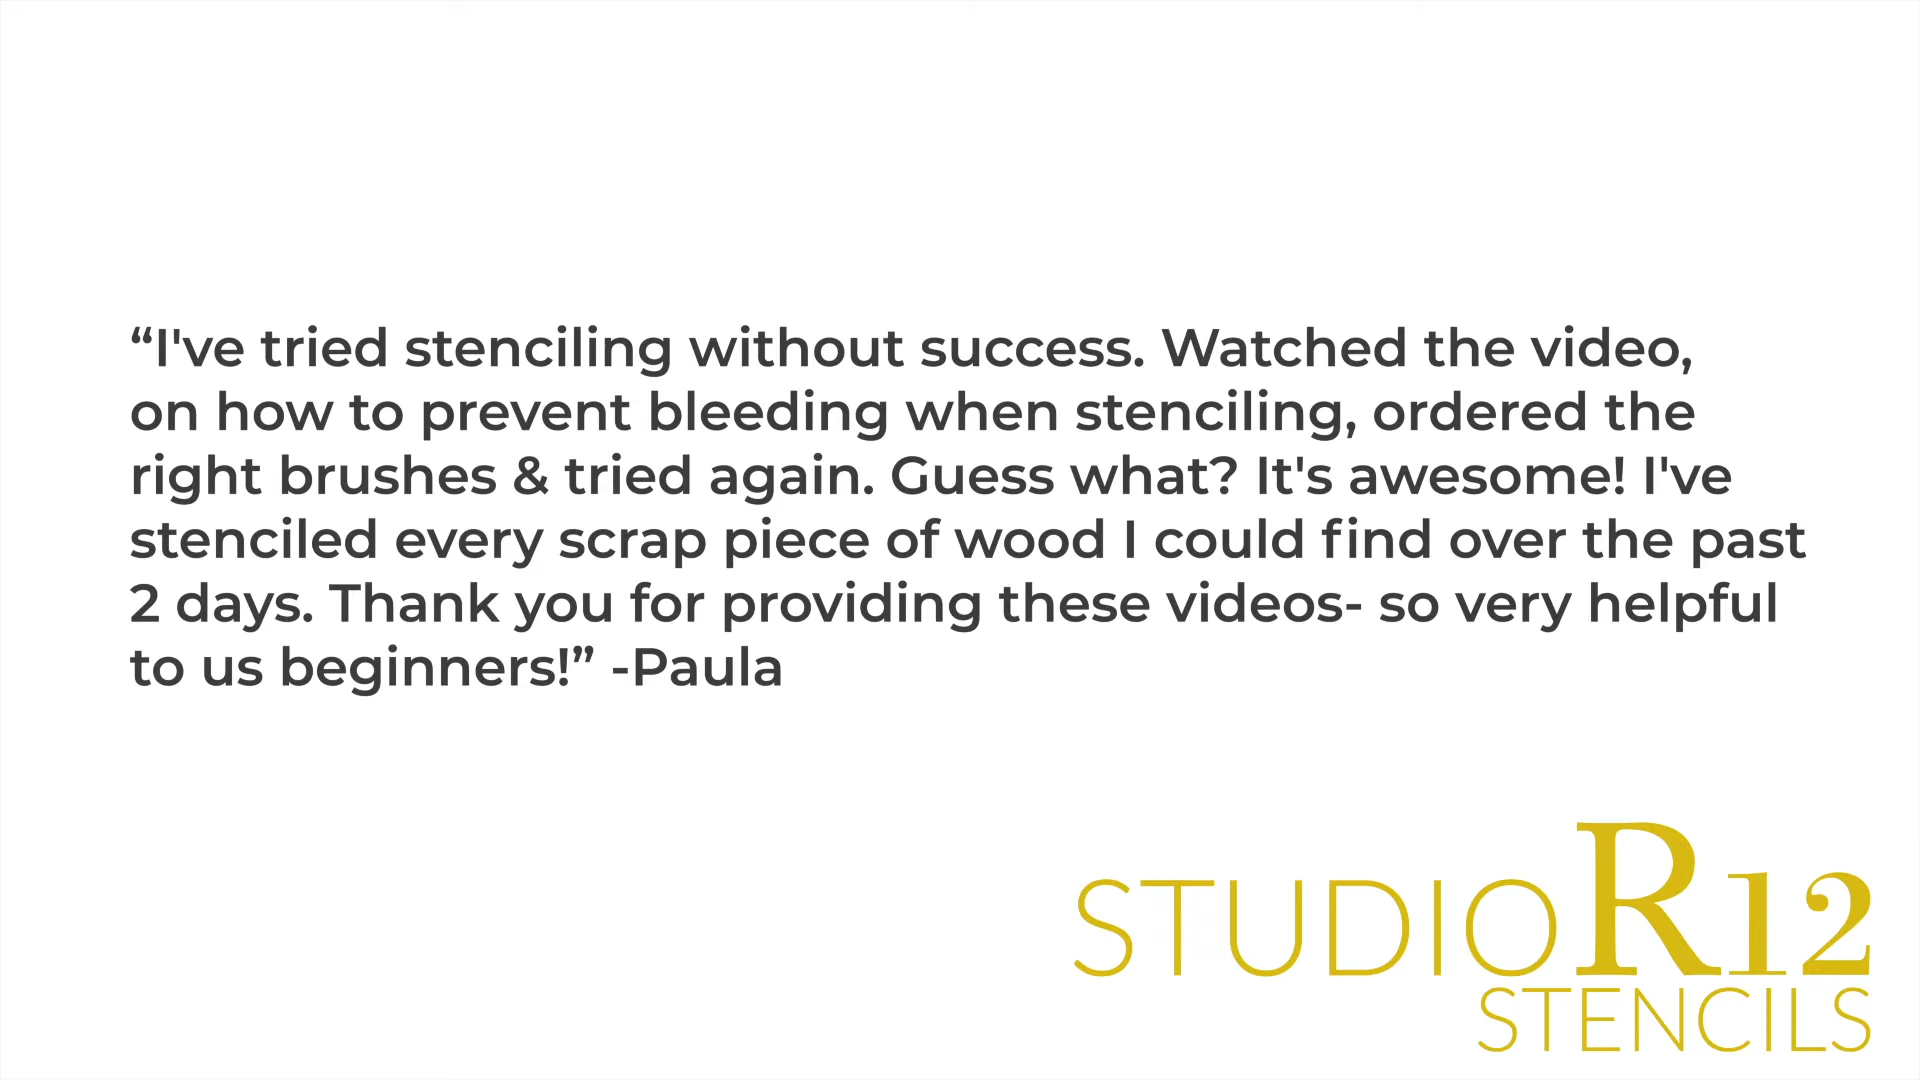 “I've tried stenciling without success. Watched the video,
on how to prevent bleeding when stenciling, ordered the
right brushes & tried again. Guess what? It's awesome! I've
stenciled every scrap piece of wood I could find over the past
2 days. Thank you for providing these videos- so very helpful
to us beginners!” -Paula
STUDIOR12
STENCILS